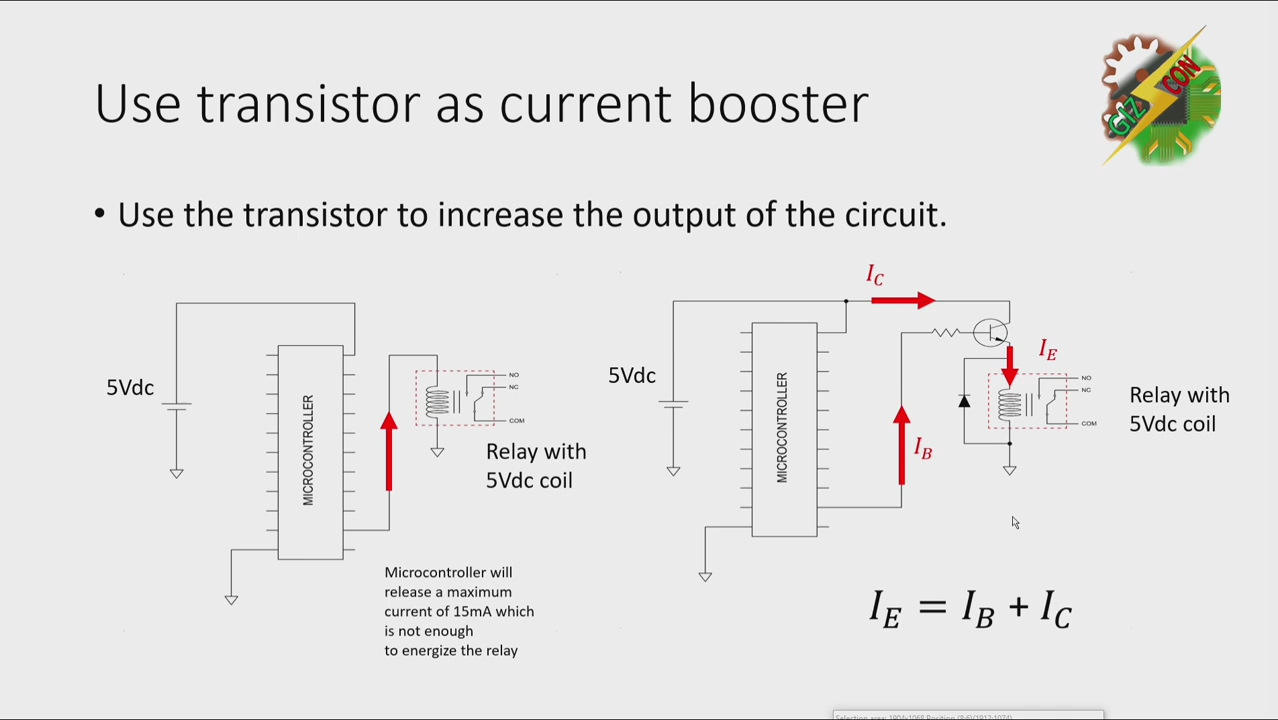 Use transistor as current booster
GIZ
CON
• Use the transistor to increase the output of the circuit.
5Vdc
MICROCONTROLLER
NO
NC
COM
Relay with
5Vdc coil
Microcontroller will
release a maximum
current of 15mA which
is not enough
to energize the relay
I_C
5Vdc
MICROCONTROLLER
I_B
I_E
NO
NC
COM
Relay with
5Vdc coil
I_E = I_B + I_C